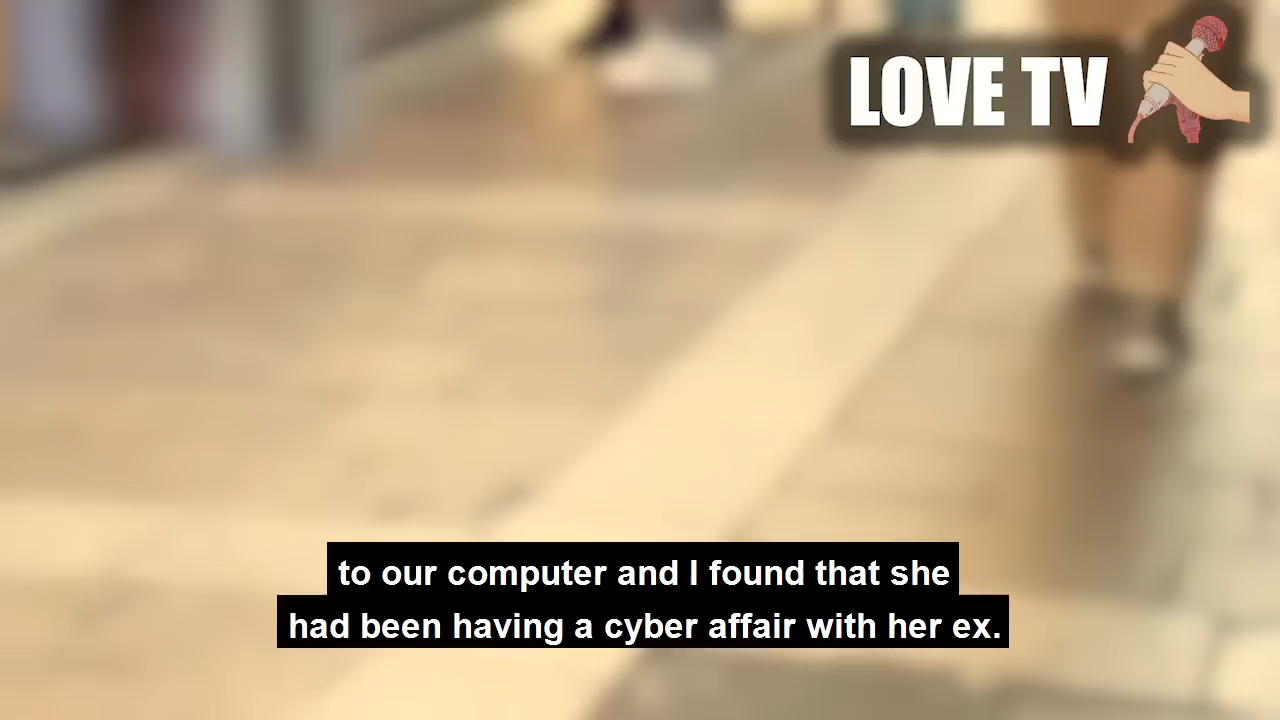 LOVE TV
to our computer and I found that she
had been having a cyber affair with her ex.